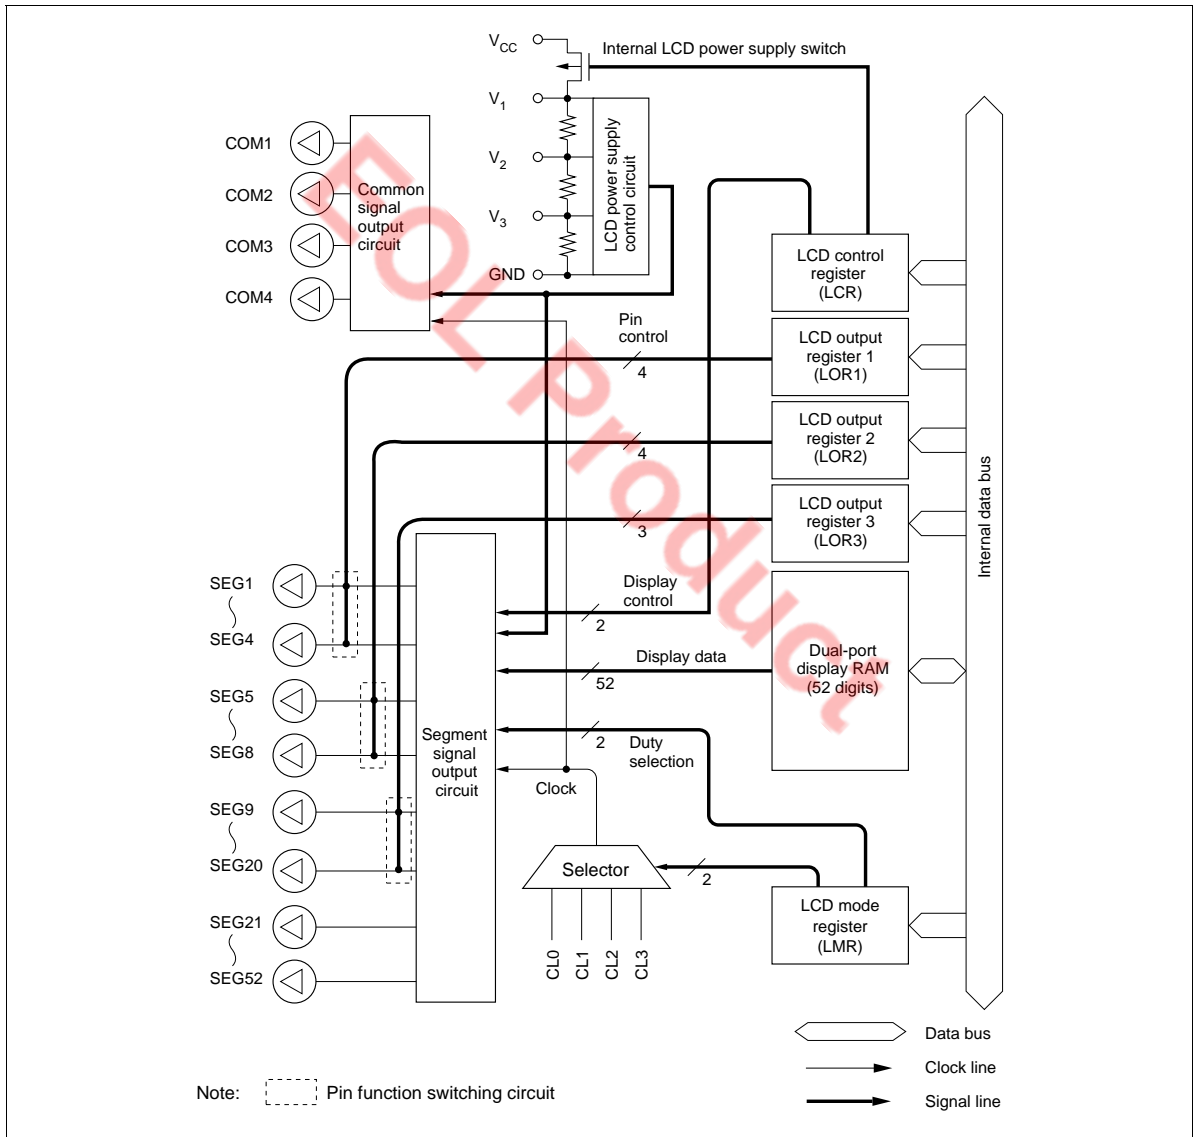 V CC
Internal LCD power supply switch
V 1
V 2
V 3
GND
LCD power supply
control circuit
COM1
COM2
COM3
COM4
Common
signal
output
circuit
LCD control
register
(LCR)
Pin
control
4
LCD output
register 1
(LOR1)
4
LCD output
register 2
(LOR2)
3
LCD output
register 3
(LOR3)
Internal data bus
SEG1
SEG4
SEG5
SEG8
SEG9
SEG20
SEG21
SEG52
Segment
signal
output
circuit
Display
control
2
Display data
52
Dual-port
display RAM
(52 digits)
2
Duty
selection
Clock
Selector
2
CL0
CL1
CL2
CL3
LCD mode
register
(LMR)
Data bus
Clock line
Signal line
Note:
Pin function switching circuit
EOL Product